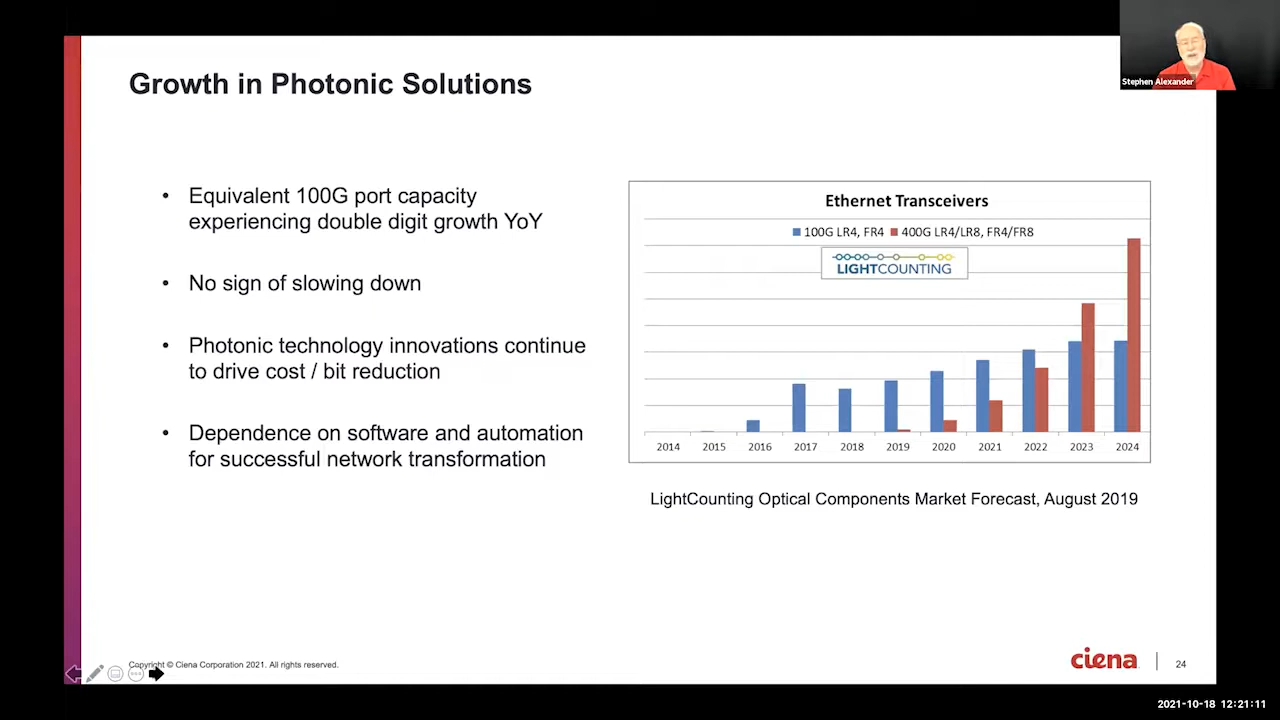 Stephen Alexander
Growth in Photonic Solutions
• Equivalent 100G port capacity
experiencing double digit growth YoY
• No sign of slowing down
• Photonic technology innovations continue
to drive cost / bit reduction
• Dependence on software and automation
for successful network transformation
Ethernet Transceivers
100G LR4, FR4 400G LR4/LR8, FR4/FR8
LIGHTCOUNTING
2014 2015 2016 2017 2018 2019 2020 2021 2022 2023 2024
LightCounting Optical Components Market Forecast, August 2019
Copyright © Ciena Corporation 2021. All rights reserved.
ciena
24
2021-10-18 12:21:11